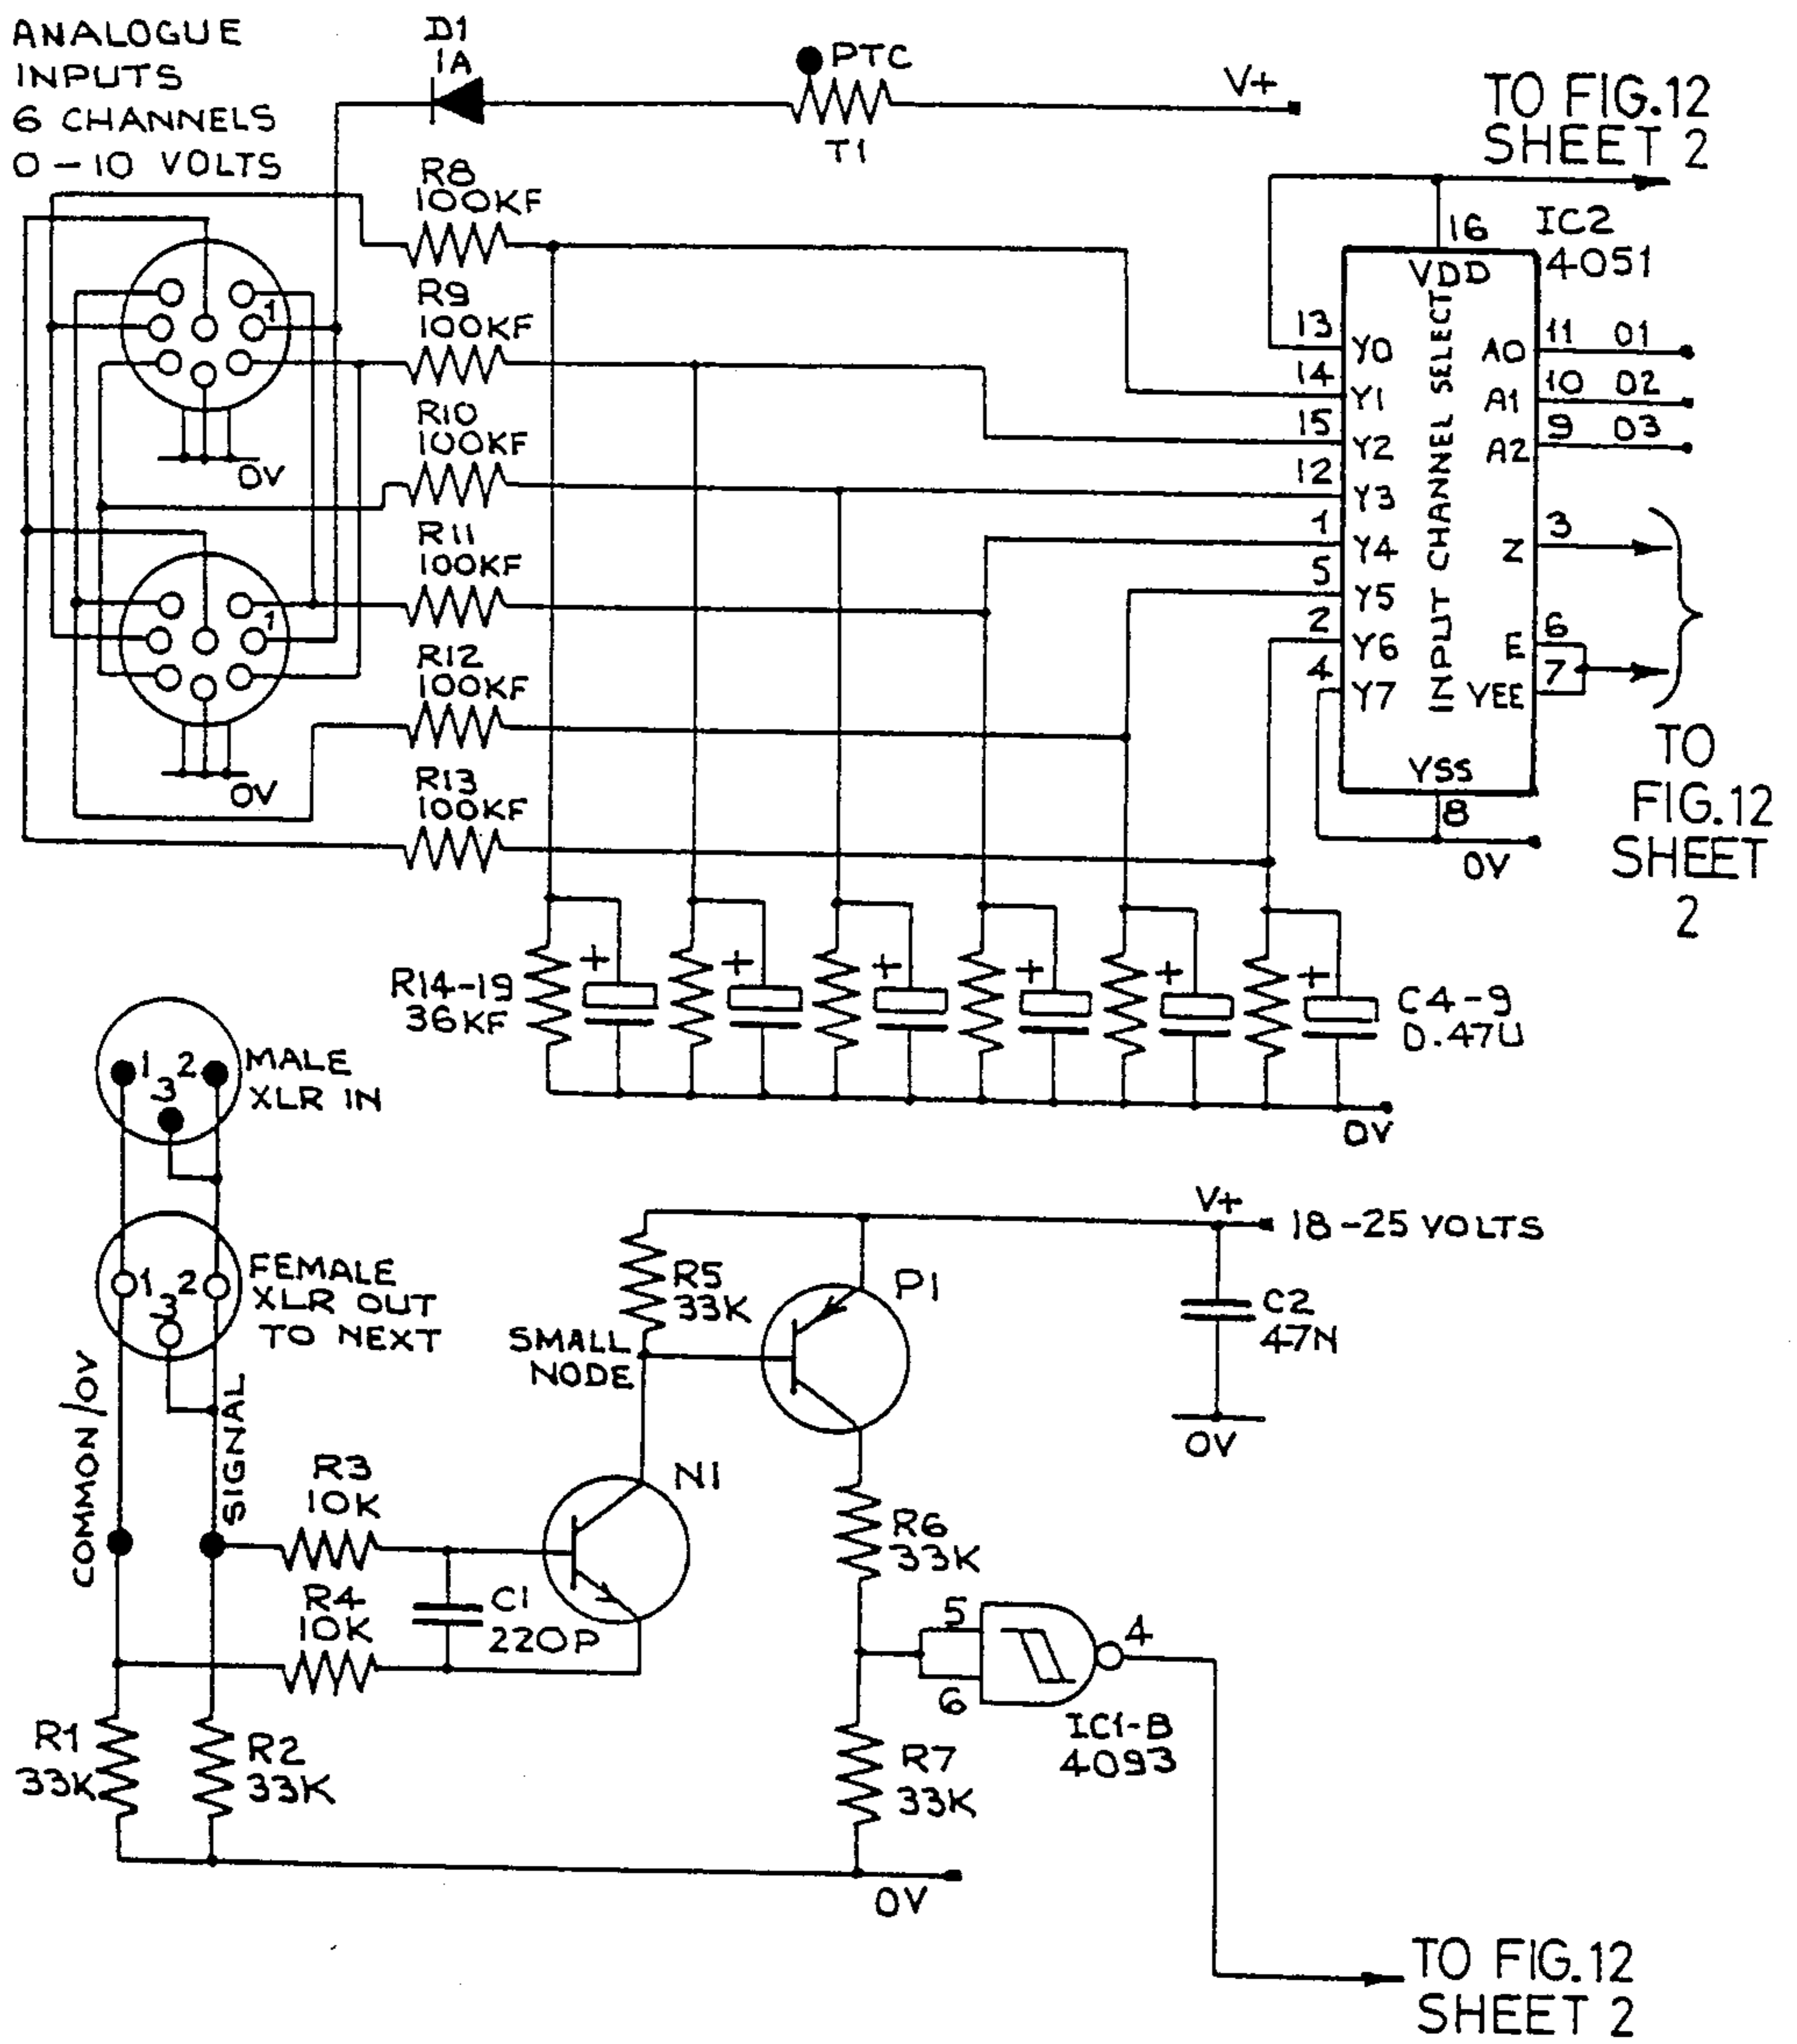 ANALOGUE
INPUTS
6 CHANNELS
0-10 VOLTS
D1
1A
PTC
T1
V+
TO FIG.12
SHEET 2
R8
100KF
R9
100KF
R10
100KF
R11
100KF
R12
100KF
R13
100KF
1
0V
1
0V
IC2
4051
16
VDD
INPUT CHANNEL SELECT
13
Y0
14
Y1
15
Y2
12
Y3
1
Y4
5
Y5
2
Y6
4
Y7
A0
11 01
A1
10 02
A2
9 03
Z
3
E
6
VEE
7
VSS
8
0V
TO
FIG.12
SHEET
2
R14-19
36KF
+
+
+
+
+
+
C4-9
0.47U
0V
1 2
3
MALE
XLR IN
1 2
3
FEMALE
XLR OUT
TO NEXT
COMMON/0V
SIGNAL
R3
10K
R4
10K
C1
220P
N1
SMALL
NODE
R5
33K
P1
V+
18-25 VOLTS
C2
47N
0V
R6
33K
5
6
4
IC1-B
4093
R1
33K
R2
33K
R7
33K
0V
TO FIG.12
SHEET 2